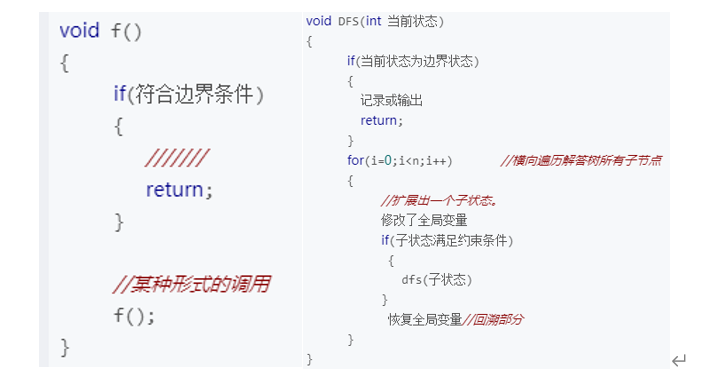 void f()
{
if(符合边界条件)
{
////////
return;
}
//某种形式的调用
f();
}
void DFS(int 当前状态)
{
if(当前状态为边界状态)
{
记录或输出
return;
}
for(i=0;i<n;i++) //横向遍历解答树所有子节点
{
//扩展出一个子状态。
修改了全局变量
if(子状态满足约束条件)
{
dfs(子状态)
}
恢复全局变量//回溯部分
}
}